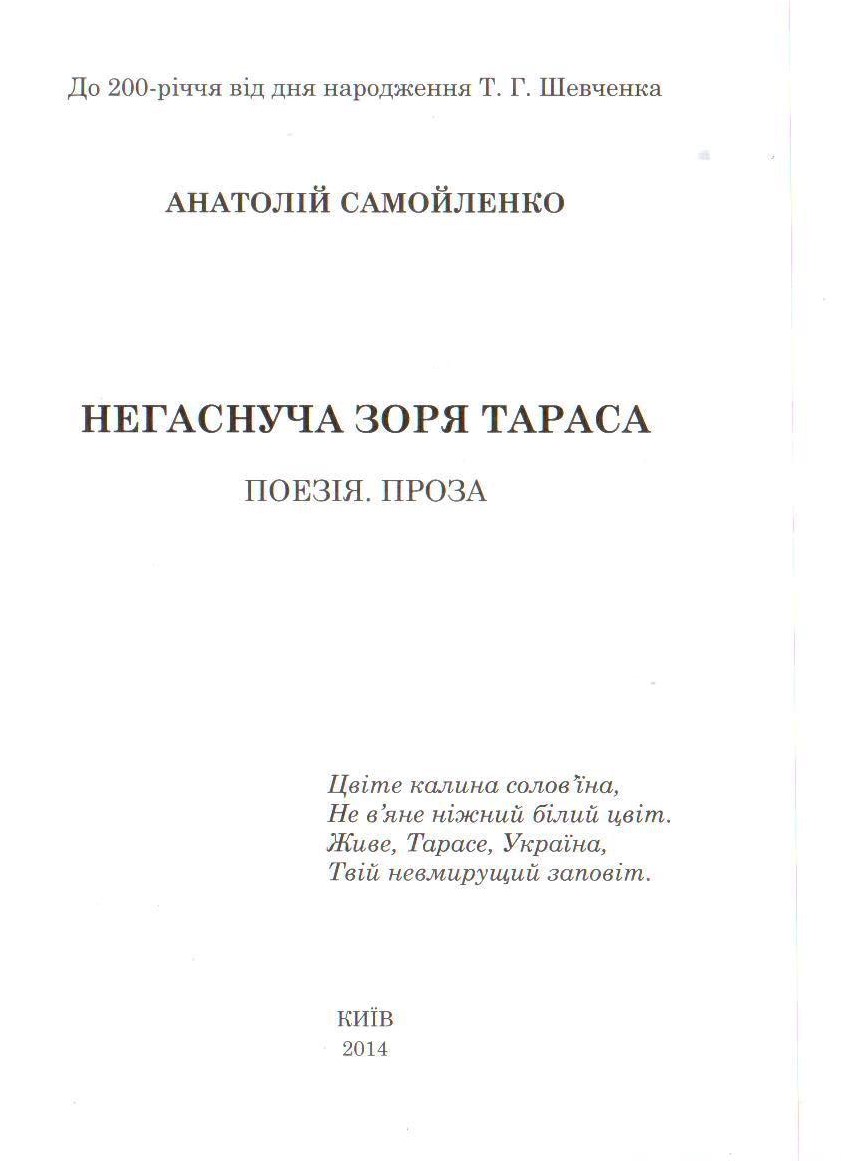 До 200-річчя від дня народження Т. Г. Шевченка
АНАТОЛІЙ САМОЙЛЕНКО
НЕГАСНУЧА ЗОРЯ ТАРАСА
ПОЕЗІЯ. ПРОЗА
Цвіте калина солов’їна,
Не в’яне ніжний білий цвіт.
Живе, Тарасе, Україна,
Твій невмирущий заповіт.
КИЇВ
2014